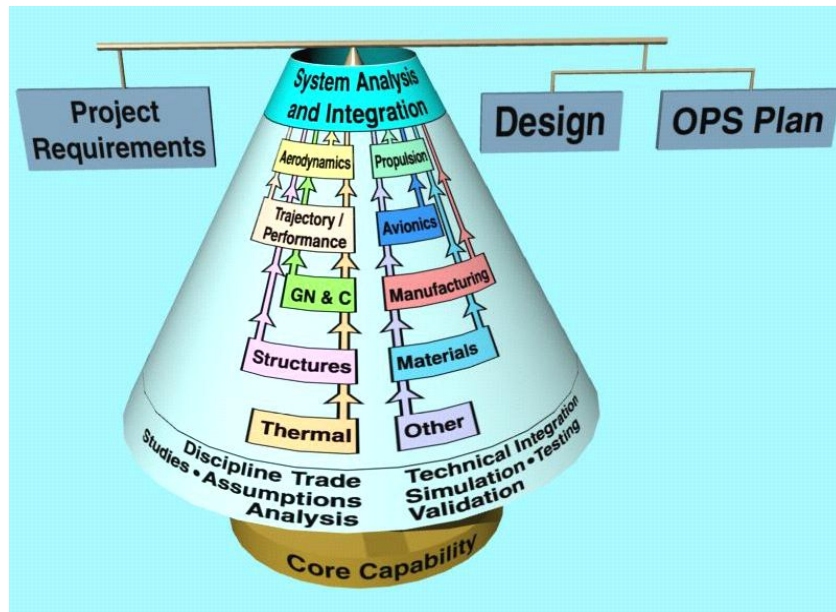 System Analysis
and Integration
Project
Requirements
Design
OPS Plan
Aerodynamics
Propulsion
Trajectory /
Performance
Avionics
GN & C
Manufacturing
Structures
Materials
Thermal
Other
Discipline Trade
Studies • Assumptions
Analysis
Technical Integration
Simulation • Testing
Validation
Core Capability